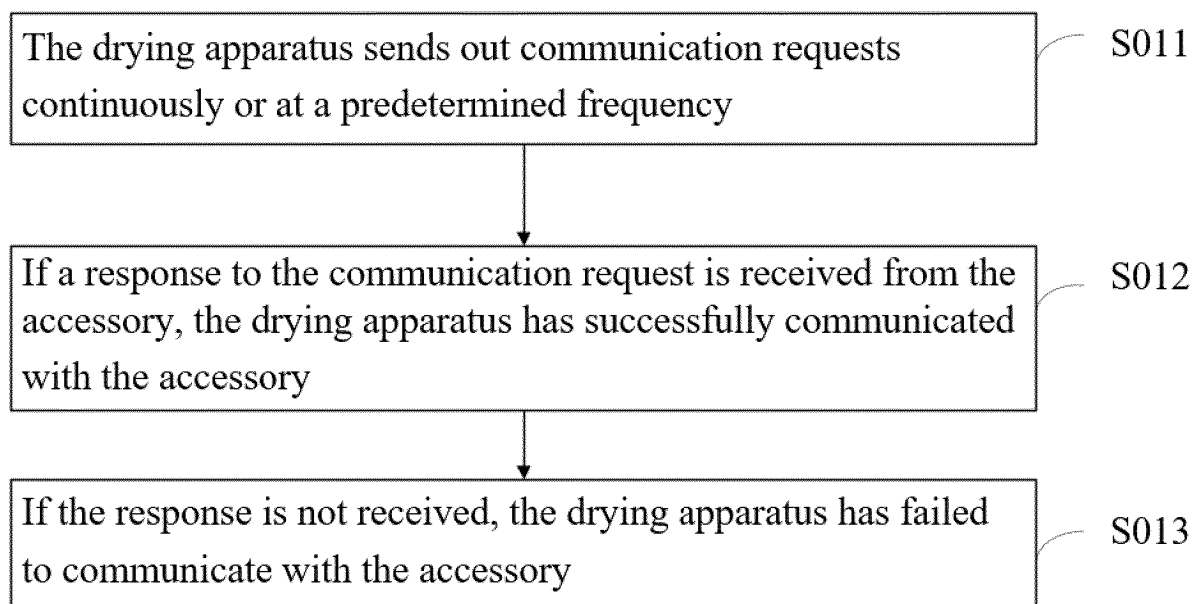 The drying apparatus sends out communication requests
continuously or at a predetermined frequency
S011
If a response to the communication request is received from the
accessory, the drying apparatus has successfully communicated
with the accessory
S012
If the response is not received, the drying apparatus has failed
to communicate with the accessory
S013